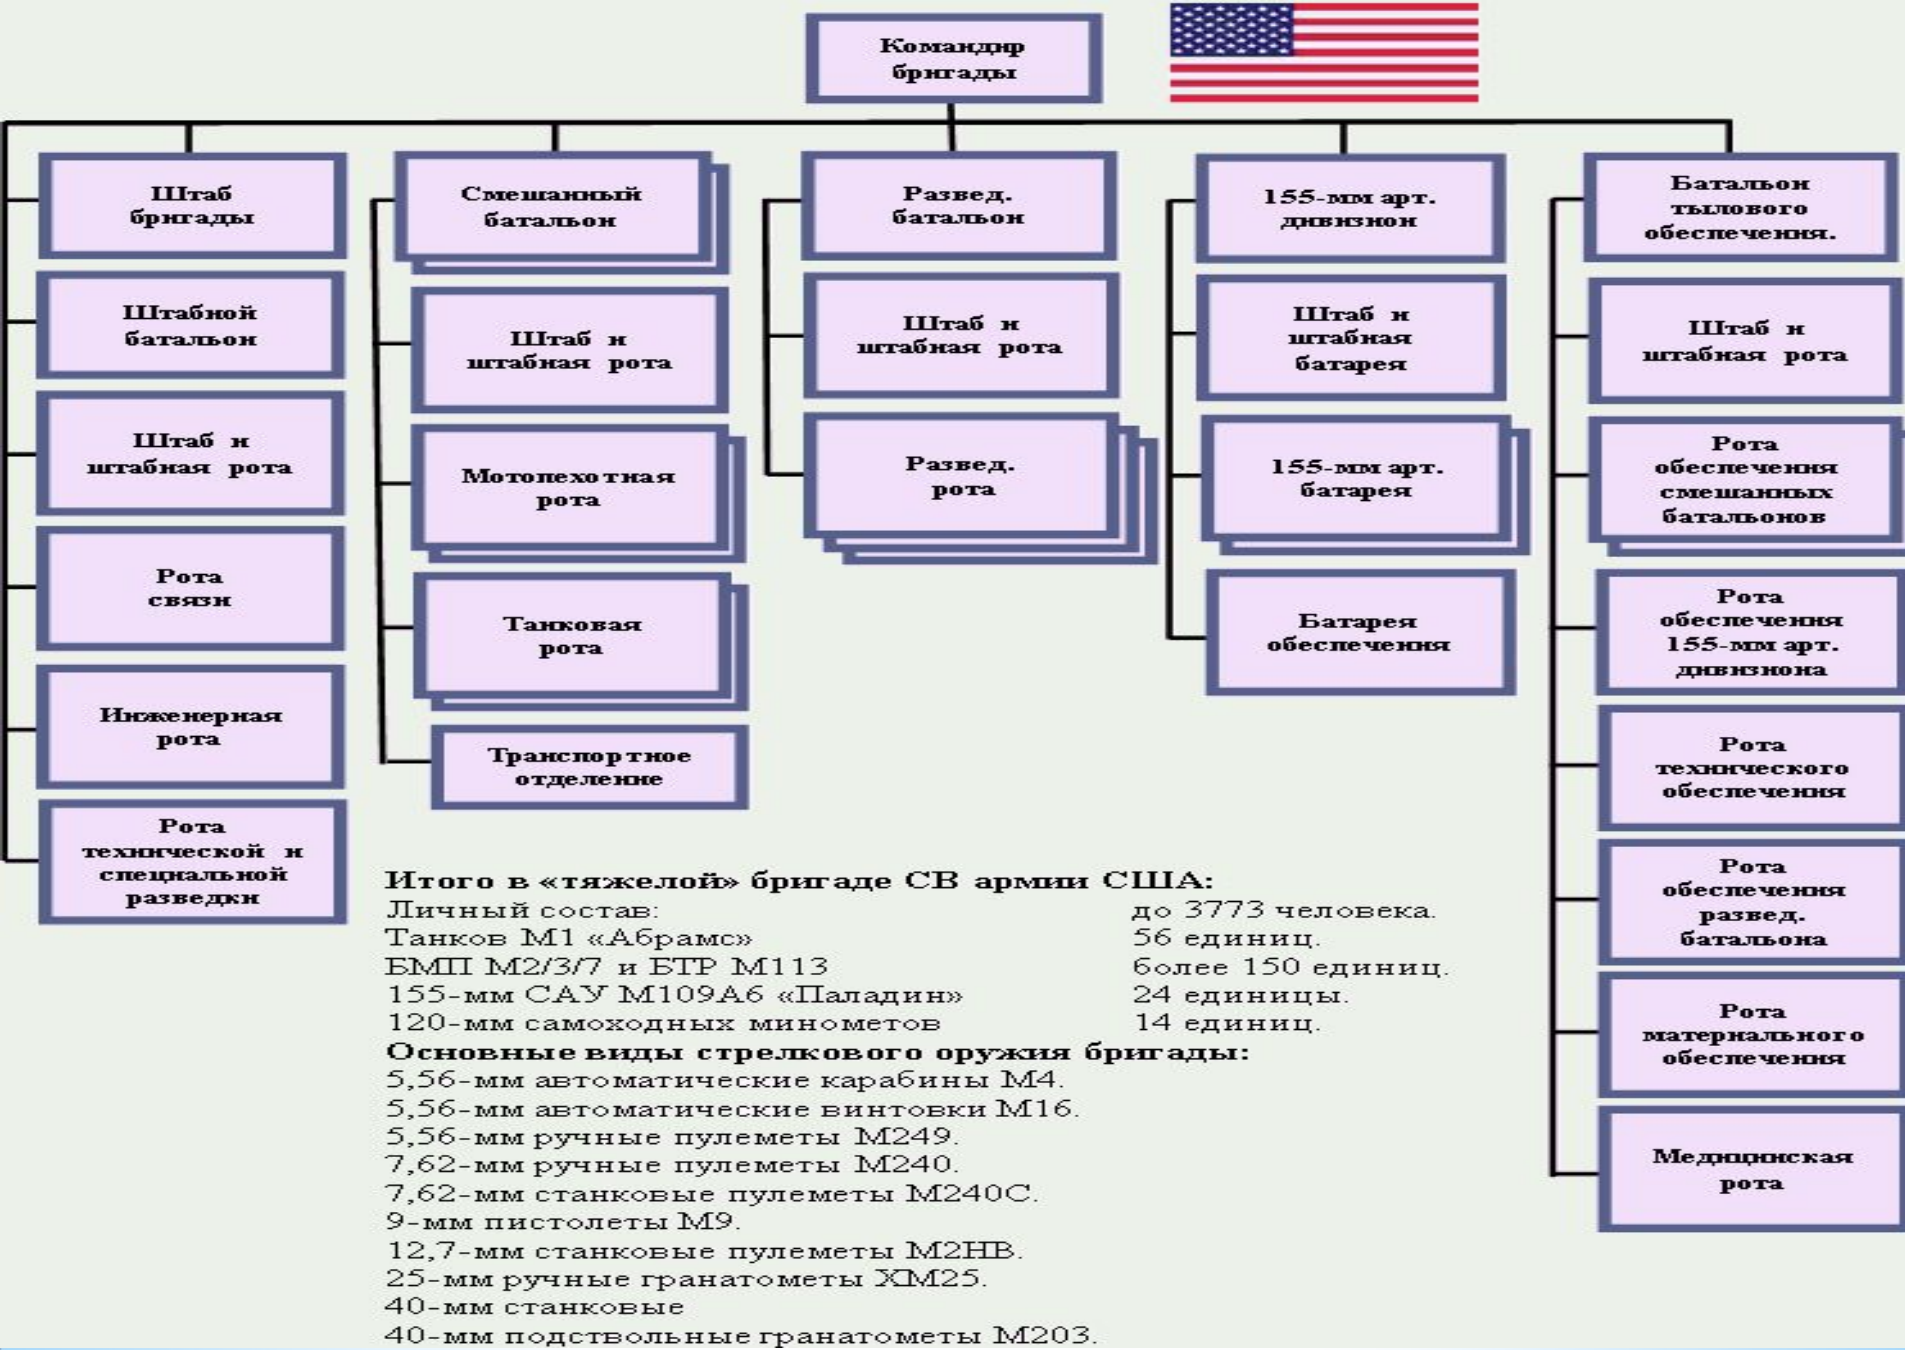 Командир
бригады
Штаб
бригады
Штабной
батальон
Штаб и
штабная рота
Рота
связи
Инженерная
рота
Рота
технической и
специальной
разведки
Смешанный
батальон
Штаб и
штабная рота
Мотопехотная
рота
Танковая
рота
Транспортное
отделение
Развед.
батальон
Штаб и
штабная рота
Развед.
рота
155-мм арт.
дивизион
Штаб и
штабная
батарея
155-мм арт.
батарея
Батарея
обеспечения
Батальон
тылового
обеспечения.
Штаб и
штабная рота
Рота
обеспечения
смешанных
батальонов
Рота
обеспечения
155-мм арт.
дивизиона
Рота
технического
обеспечения
Рота
обеспечения
развед.
батальона
Рота
материального
обеспечения
Медицинская
рота
Итого в «тяжелой» бригаде СВ армии США:
Личный состав: до 3773 человека.
Танков М1 «Абрамс» 56 единиц.
БМП М2/3/7 и БТР М113 более 150 единиц.
155-мм САУ М109А6 «Паладин» 24 единицы.
120-мм самоходных минометов 14 единиц.
Основные виды стрелкового оружия бригады:
5,56-мм автоматические карабины М4.
5,56-мм автоматические винтовки М16.
5,56-мм ручные пулеметы М249.
7,62-мм ручные пулеметы М240.
7,62-мм станковые пулеметы М240С.
9-мм пистолеты М9.
12,7-мм станковые пулеметы М2НВ.
25-мм ручные гранатометы ХМ25.
40-мм станковые
40-мм подствольные гранатометы М203.